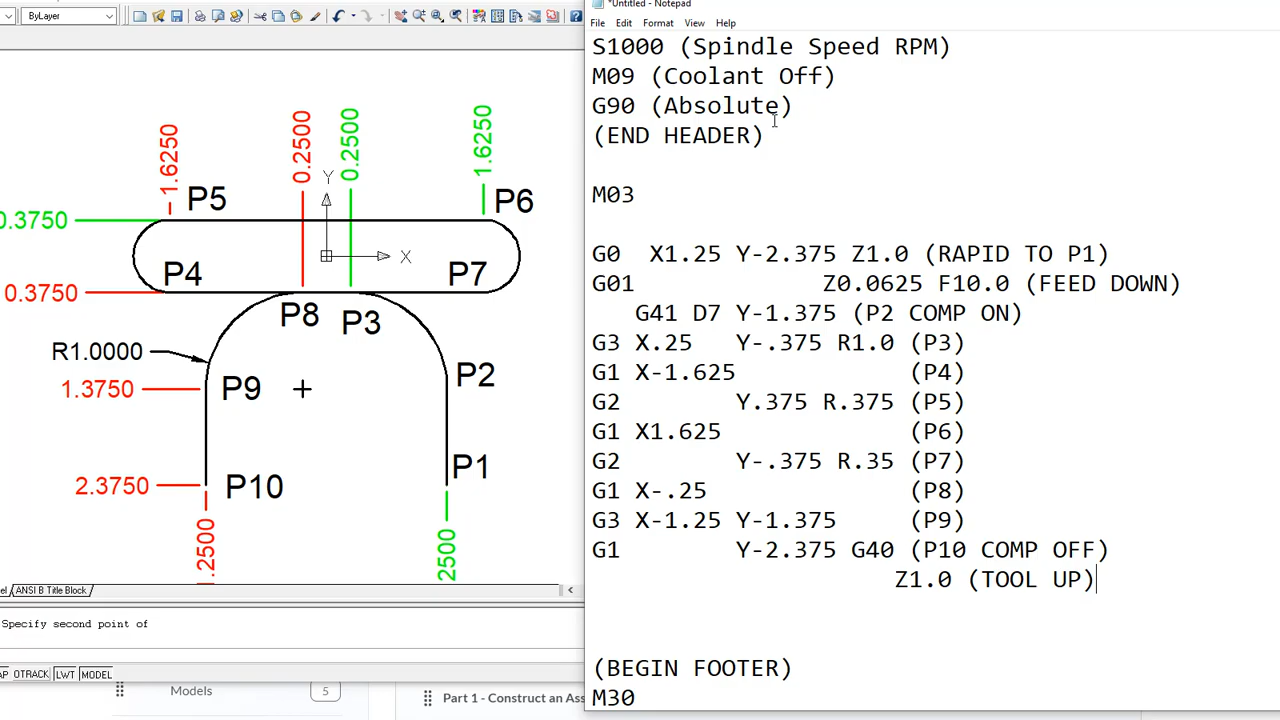 ByLayer
-1.6250
0.2500
0.2500
1.6250
Y
P5
P6
0.3750
X
P4
P7
0.3750
P8
P3
R1.0000
P9
P2
1.3750
P1
2.3750
P10
.2500
2500
ANSI B Title Block
<
Specify second point of
OTRACK LWT MODEL
Models
5
Part 1 - Construct an Ass
*Untitled - Notepad
File Edit Format View Help
S1000 (Spindle Speed RPM)
M09 (Coolant Off)
G90 (Absolute)
(END HEADER)
M03
G0 X1.25 Y-2.375 Z1.0 (RAPID TO P1)
G01 Z0.0625 F10.0 (FEED DOWN)
G41 D7 Y-1.375 (P2 COMP ON)
G3 X.25 Y-.375 R1.0 (P3)
G1 X-1.625 (P4)
G2 Y.375 R.375 (P5)
G1 X1.625 (P6)
G2 Y-.375 R.35 (P7)
G1 X-.25 (P8)
G3 X-1.25 Y-1.375 (P9)
G1 Y-2.375 G40 (P10 COMP OFF)
Z1.0 (TOOL UP)
(BEGIN FOOTER)
M30